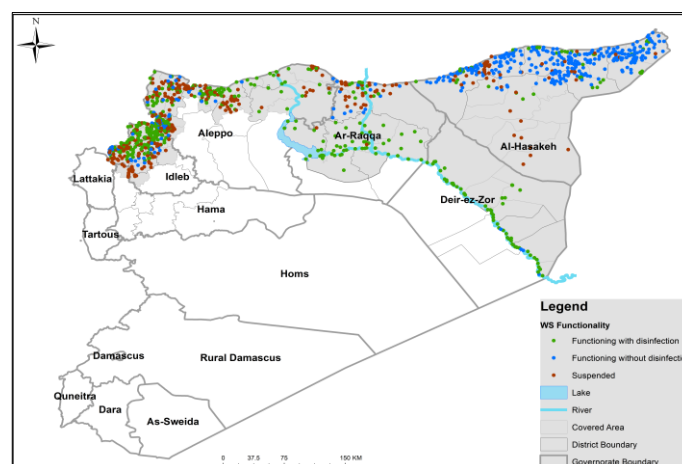 N
Aleppo
Ar-Raqqa
Al-Hasakeh
Lattakia
Idleb
Deir-ez-Zor
Hama
Tartous
Homs
Damascus
Rural Damascus
Quneitra
Dara
As-Sweida
0 37.5 75 150 KM
Legend
WS Functionality
Functioning with disinfection
Functioning without disinfecti
Suspended
Lake
River
Covered Area
District Boundary
Governorate Boundary